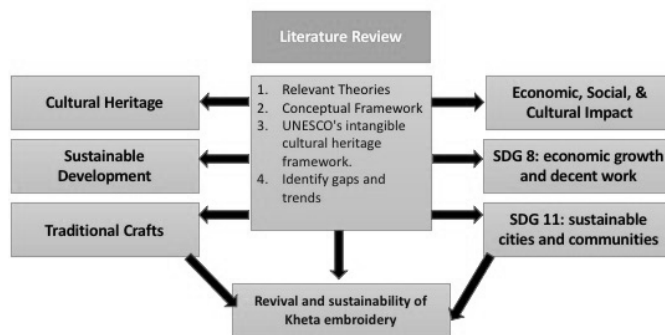 Literature Review
Cultural Heritage
Sustainable
Development
Traditional Crafts
1. Relevant Theories
2. Conceptual Framework
3. UNESCO's intangible
cultural heritage
framework.
4. Identify gaps and
trends
Economic, Social, &
Cultural Impact
SDG 8: economic growth
and decent work
SDG 11: sustainable
cities and communities
Revival and sustainability of
Kheta embroidery